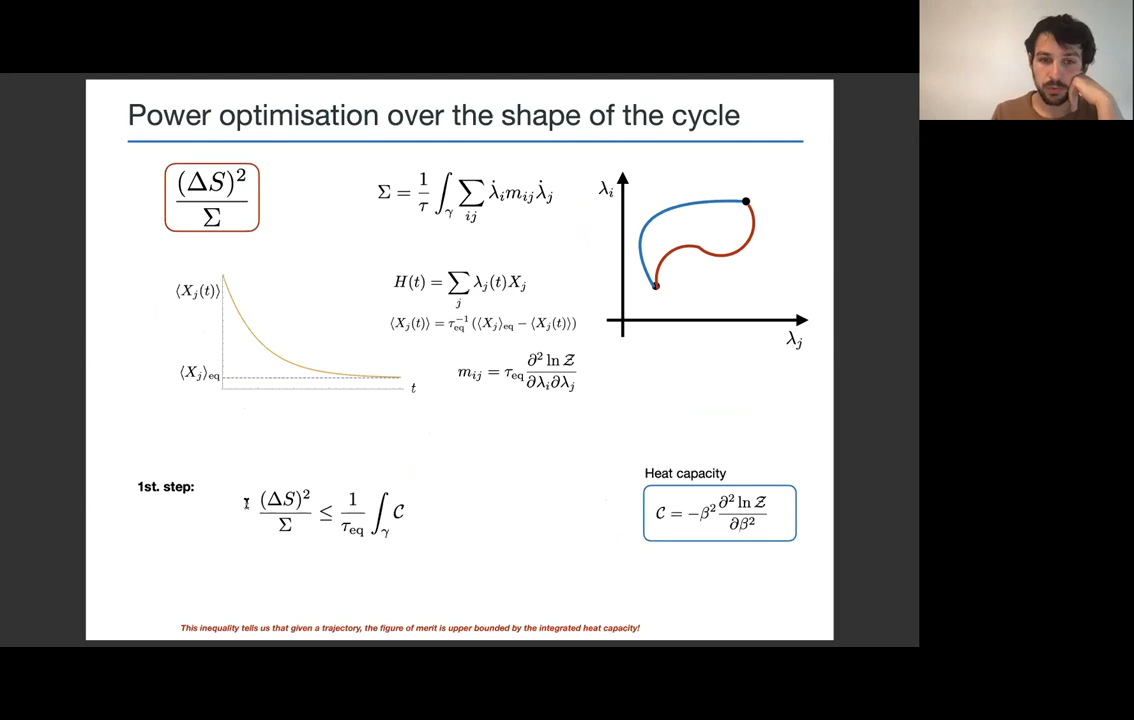 Power optimisation over the shape of the cycle
(ΔS)²
Σ
Σ = 1/τ ∫_γ ∑_ij λ̇_i m_ij λ̇_j
λ_i
λ_j
⟨X_j(t)⟩
⟨X_j⟩_eq
t
H(t) = ∑_j λ_j(t)X_j
⟨X_j(t)⟩ = τ_eq^-1 (⟨X_j⟩_eq − ⟨X_j(t)⟩)
m_ij = τ_eq ∂² ln Z / ∂λ_i∂λ_j
1st. step:
(ΔS)²/Σ ≤ 1/τ_eq ∫_γ C
Heat capacity
C = −β² ∂² ln Z / ∂β²
This inequality tells us that given a trajectory, the figure of merit is upper bounded by the integrated heat capacity!